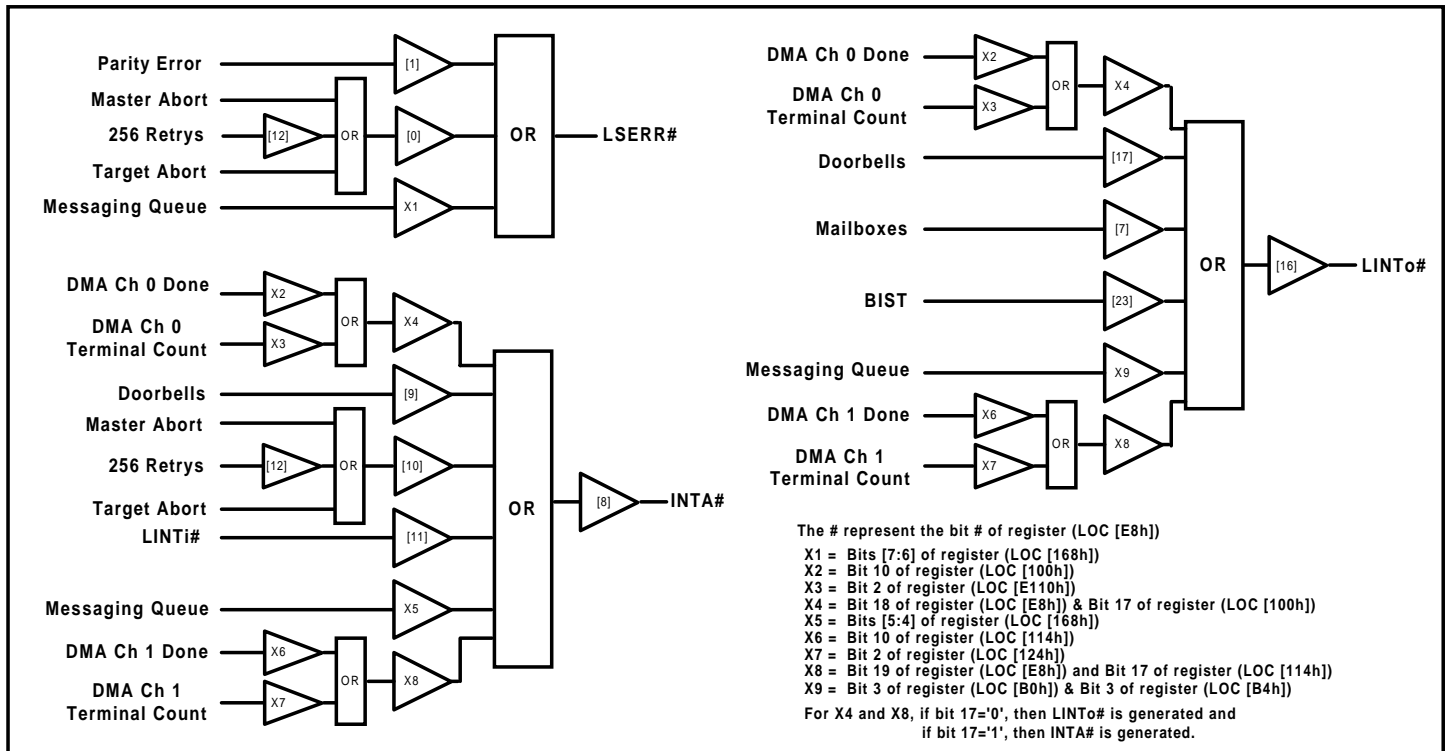 Parity Error
[1]
Master Abort
256 Retrys
[12]
OR
[0]
OR
LSERR#
Target Abort
Messaging Queue
X1
DMA Ch 0 Done
X2
DMA Ch 0
Terminal Count
X3
OR
X4
Doorbells
[9]
Master Abort
256 Retrys
[12]
OR
[10]
Target Abort
LINTi#
[11]
OR
[8]
INTA#
Messaging Queue
X5
DMA Ch 1 Done
X6
DMA Ch 1
Terminal Count
X7
OR
X8
DMA Ch 0 Done
X2
DMA Ch 0
Terminal Count
X3
OR
X4
Doorbells
[17]
Mailboxes
[7]
OR
[16]
LINTo#
BIST
[23]
Messaging Queue
X9
DMA Ch 1 Done
X6
DMA Ch 1
Terminal Count
X7
OR
X8
The # represent the bit # of register (LOC [E8h])
X1 = Bits [7:6] of register (LOC [168h])
X2 = Bit 10 of register (LOC [100h])
X3 = Bit 2 of register (LOC [E110h])
X4 = Bit 18 of register (LOC [E8h]) & Bit 17 of register (LOC [100h])
X5 = Bits [5:4] of register (LOC [168h])
X6 = Bit 10 of register (LOC [114h])
X7 = Bit 2 of register (LOC [124h])
X8 = Bit 19 of register (LOC [E8h]) and Bit 17 of register (LOC [114h])
X9 = Bit 3 of register (LOC [B0h]) & Bit 3 of register (LOC [B4h])
For X4 and X8, if bit 17='0', then LINTo# is generated and
if bit 17='1', then INTA# is generated.